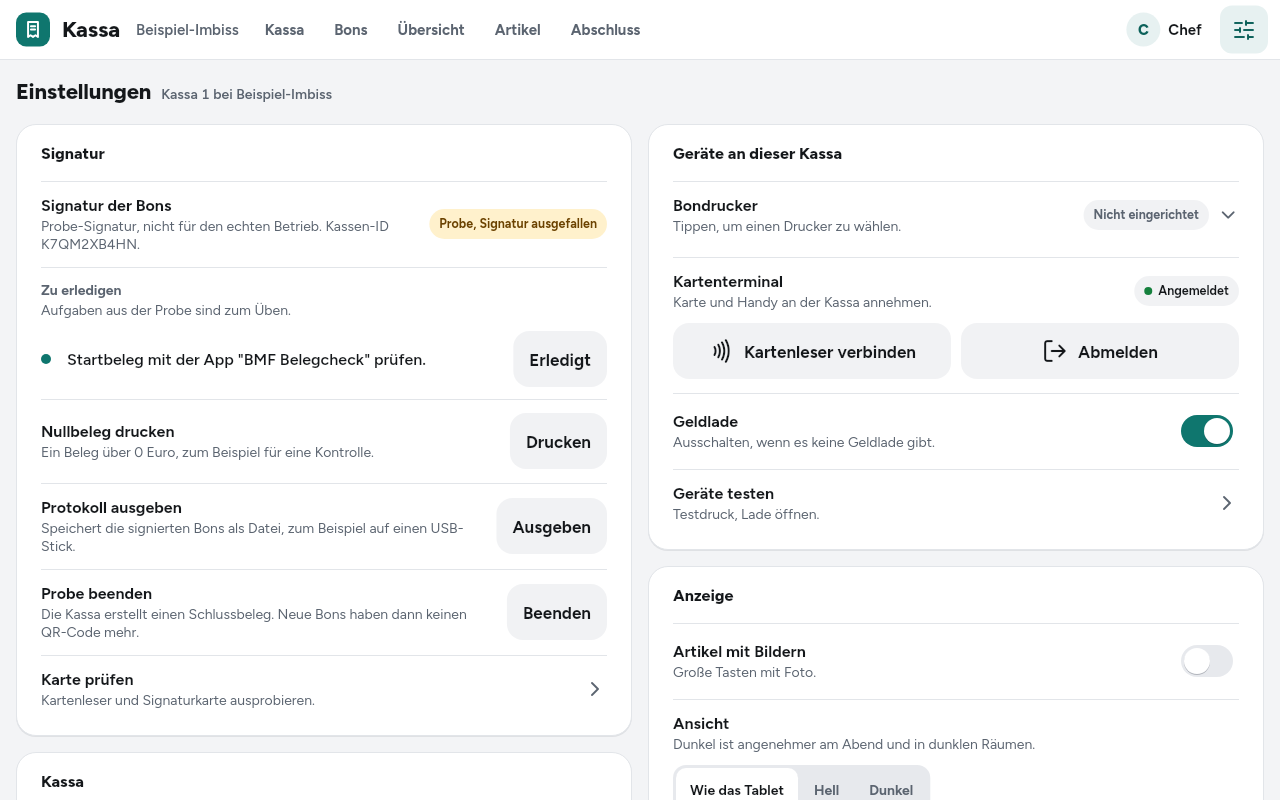 Kassa Beispiel-Imbiss Kassa Bons Übersicht Artikel Abschluss C Chef
Einstellungen Kassa 1 bei Beispiel-Imbiss
Signatur
Signatur der Bons
Probe-Signatur, nicht für den echten Betrieb. Kassen-ID
K7QM2XB4HN.
Probe, Signatur ausgefallen
Zu erledigen
Aufgaben aus der Probe sind zum Üben.
Startbeleg mit der App "BMF Belegcheck" prüfen.
Erledigt
Nullbeleg drucken
Ein Beleg über 0 Euro, zum Beispiel für eine Kontrolle.
Drucken
Protokoll ausgeben
Speichert die signierten Bons als Datei, zum Beispiel auf einen USB-
Stick.
Ausgeben
Probe beenden
Die Kassa erstellt einen Schlussbeleg. Neue Bons haben dann keinen
QR-Code mehr.
Beenden
Karte prüfen
Kartenleser und Signaturkarte ausprobieren.
Kassa
Geräte an dieser Kassa
Bondrucker
Tippen, um einen Drucker zu wählen.
Nicht eingerichtet
Kartenterminal
Karte und Handy an der Kassa annehmen.
Angemeldet
Kartenleser verbinden
Abmelden
Geldlade
Ausschalten, wenn es keine Geldlade gibt.
Geräte testen
Testdruck, Lade öffnen.
Anzeige
Artikel mit Bildern
Große Tasten mit Foto.
Ansicht
Dunkel ist angenehmer am Abend und in dunklen Räumen.
Wie das Tablet Hell Dunkel